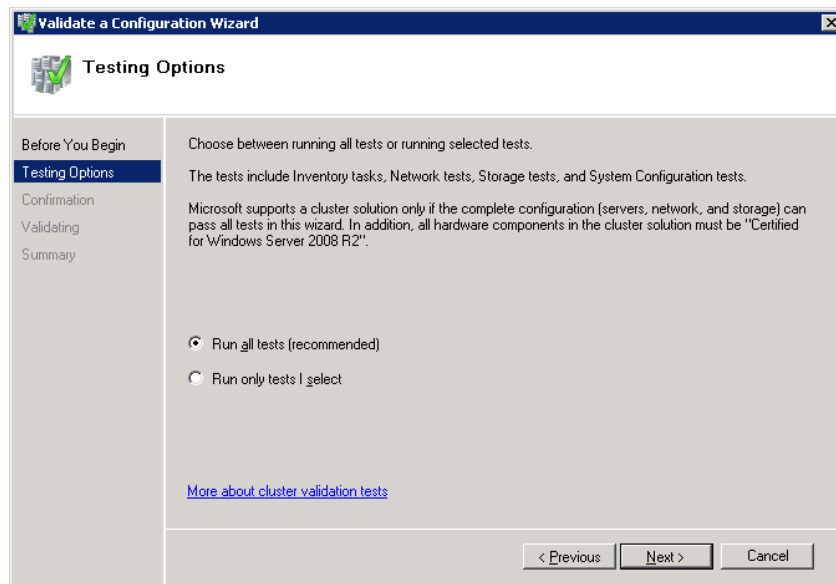 Validate a Configuration Wizard
Testing Options
Before You Begin
Testing Options
Confirmation
Validating
Summary
Choose between running all tests or running selected tests.
The tests include Inventory tasks, Network tests, Storage tests, and System Configuration tests.
Microsoft supports a cluster solution only if the complete configuration (servers, network, and storage) can
pass all tests in this wizard. In addition, all hardware components in the cluster solution must be "Certified
for Windows Server 2008 R2".
Run all tests (recommended)
Run only tests I select
More about cluster validation tests
< Previous
Next >
Cancel